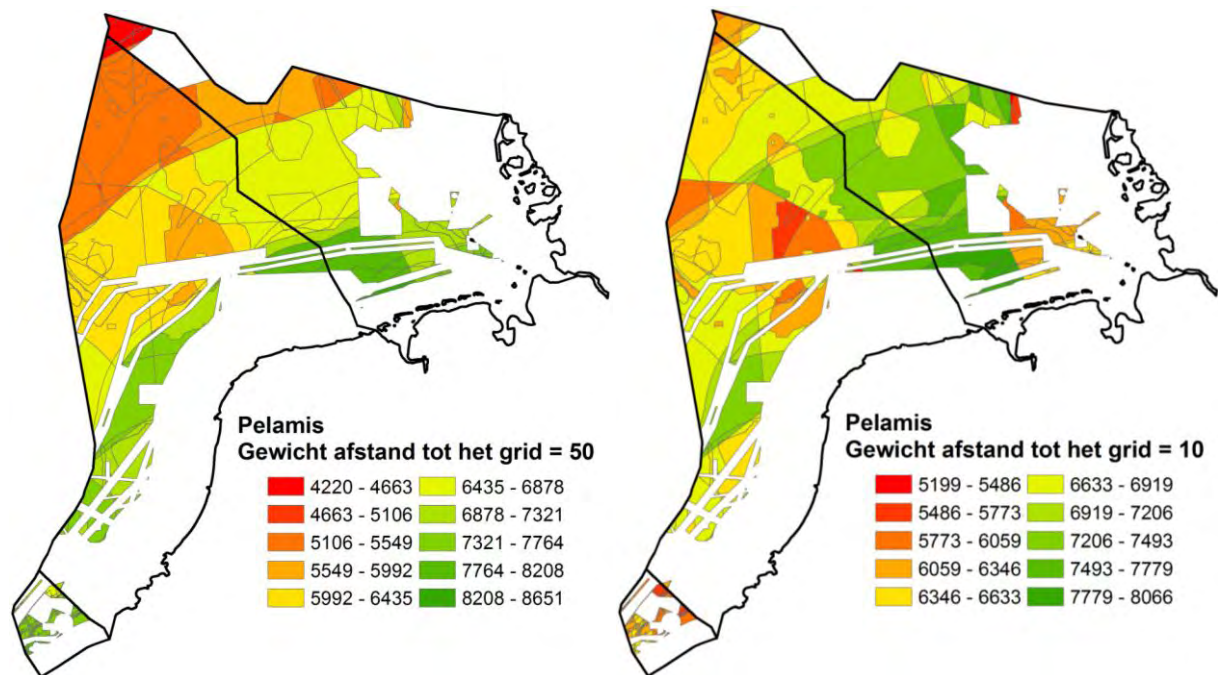 Pelamis
Gewicht afstand tot het grid = 50
4220 - 4663
4663 - 5106
5106 - 5549
5549 - 5992
5992 - 6435
6435 - 6878
6878 - 7321
7321 - 7764
7764 - 8208
8208 - 8651
Pelamis
Gewicht afstand tot het grid = 10
5199 - 5486
5486 - 5773
5773 - 6059
6059 - 6346
6346 - 6633
6633 - 6919
6919 - 7206
7206 - 7493
7493 - 7779
7779 - 8066